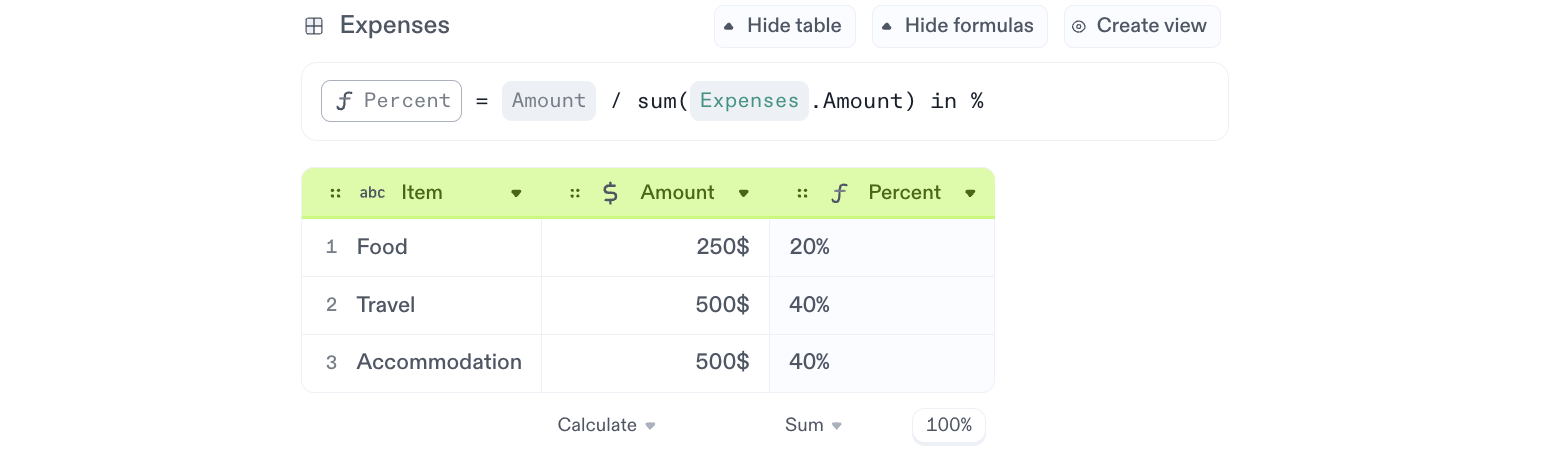 Expenses Hide table Hide formulas Create view
ƒ Percent = Amount / sum(Expenses.Amount) in %
abc Item $ Amount ƒ Percent
1 Food 250$ 20%
2 Travel 500$ 40%
3 Accommodation 500$ 40%
Calculate Sum 100%